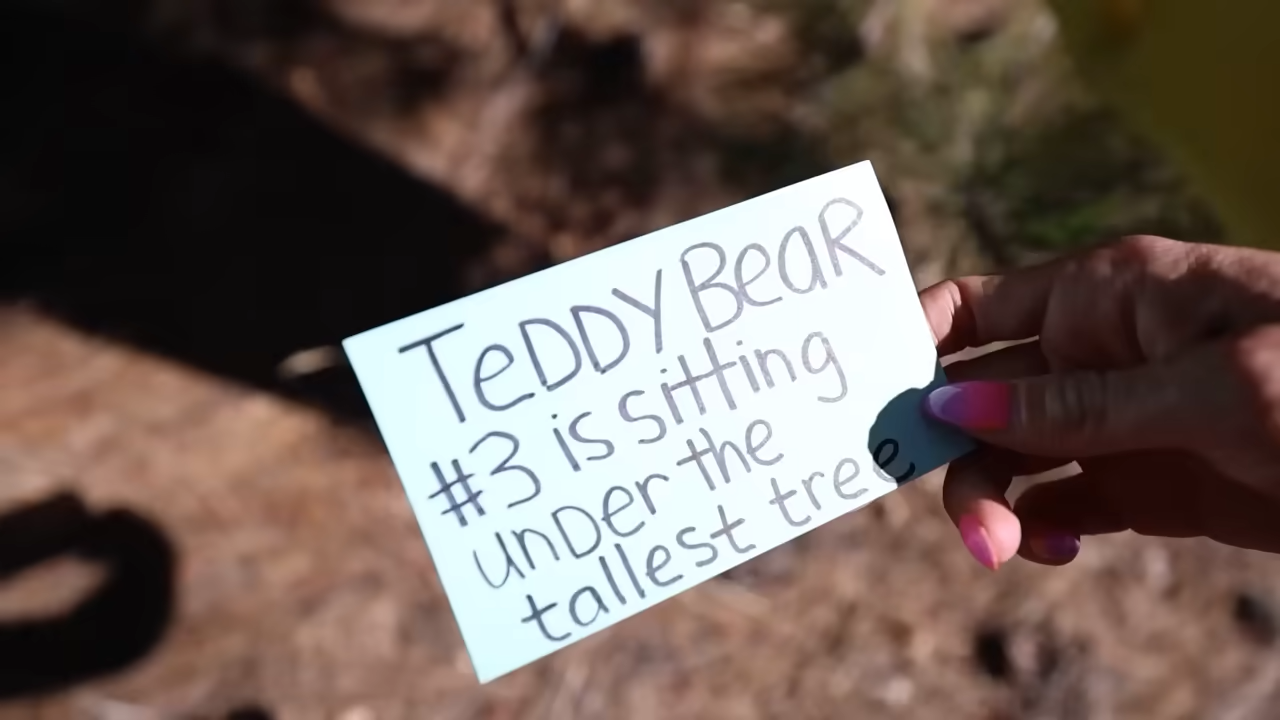 TeDDY BeaR
#3 is sitting
unDer the
tallest tree